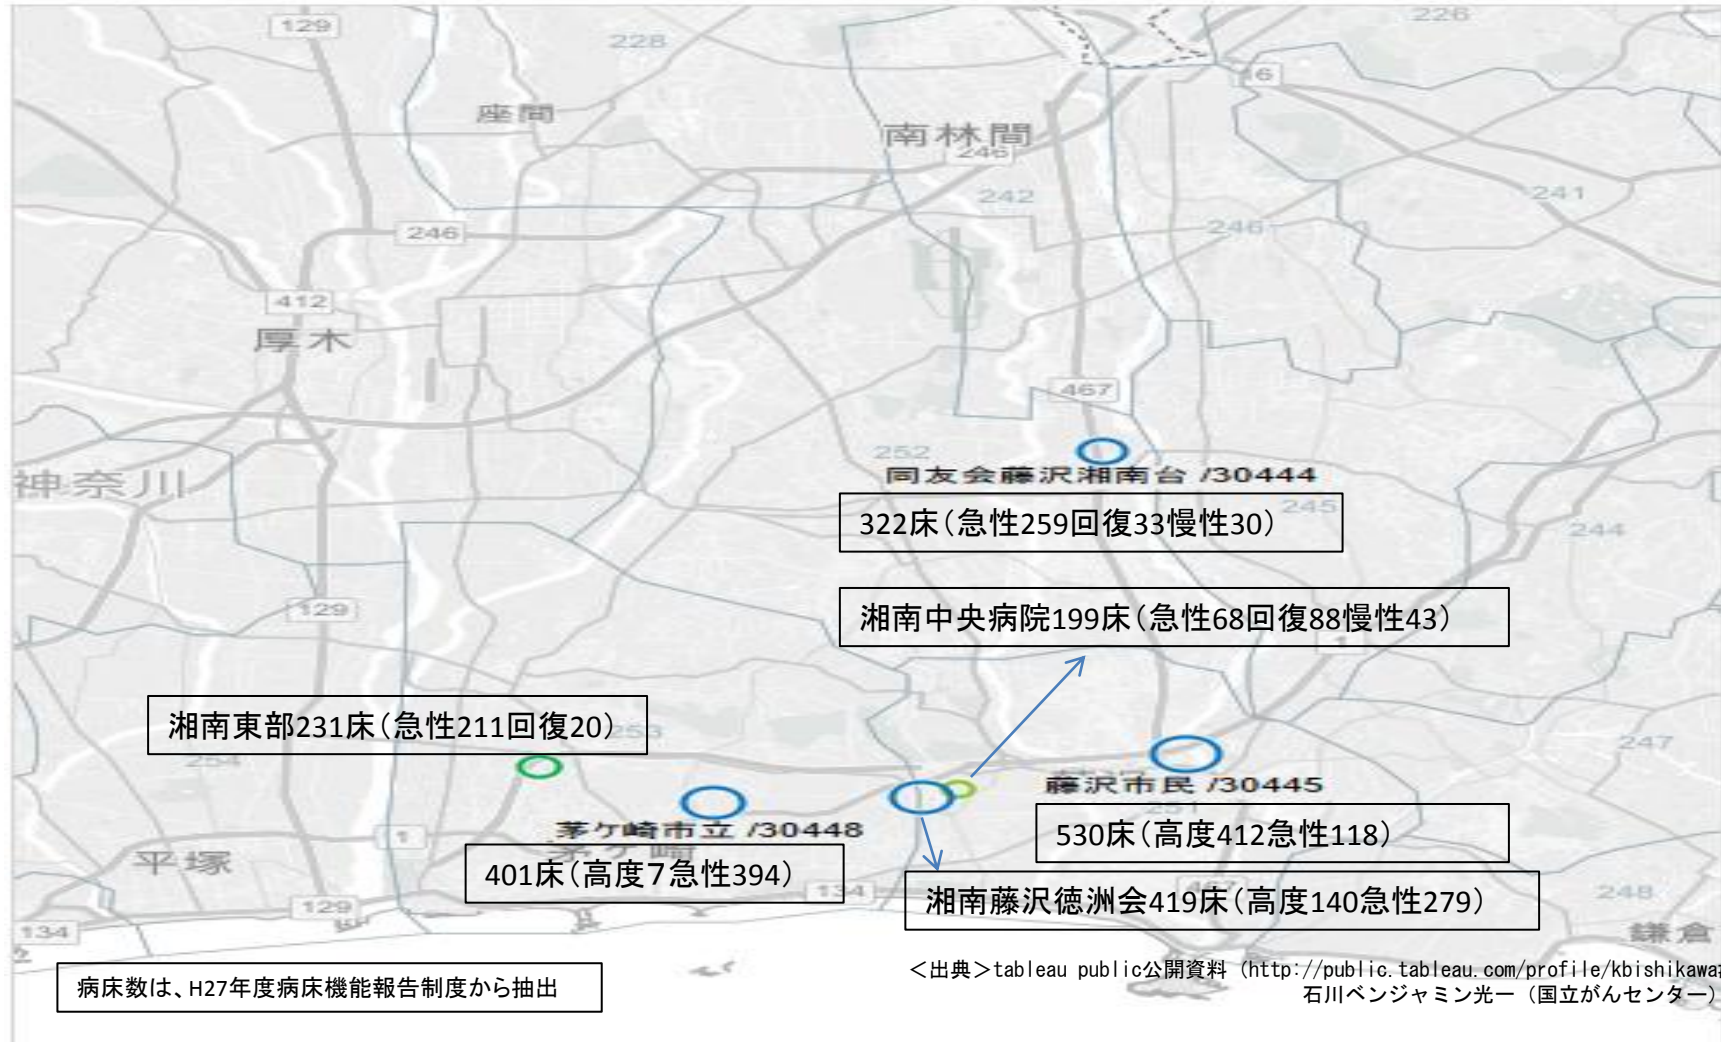 129
228
226
16
座間
南林間
246
242
241
246
246
412
厚木
467
252
神奈川
同友会藤沢湘南台 /30444
322床(急性259回復33慢性30)
245
244
129
湘南中央病院199床(急性68回復88慢性43)
1
湘南東部231床(急性211回復20)
253
254
247
藤沢市民 /30445
251
茅ケ崎市立 /30448
茅ケ崎
530床(高度412急性118)
1
平塚
401床(高度7急性394)
134
467
248
湘南藤沢徳洲会419床(高度140急性279)
129
134
鎌倉
病床数は、H27年度病床機能報告制度から抽出
<出典>tableau public公開資料 (http://public.tableau.com/profile/kbishikawa
石川ベンジャミン光一 (国立がんセンター)